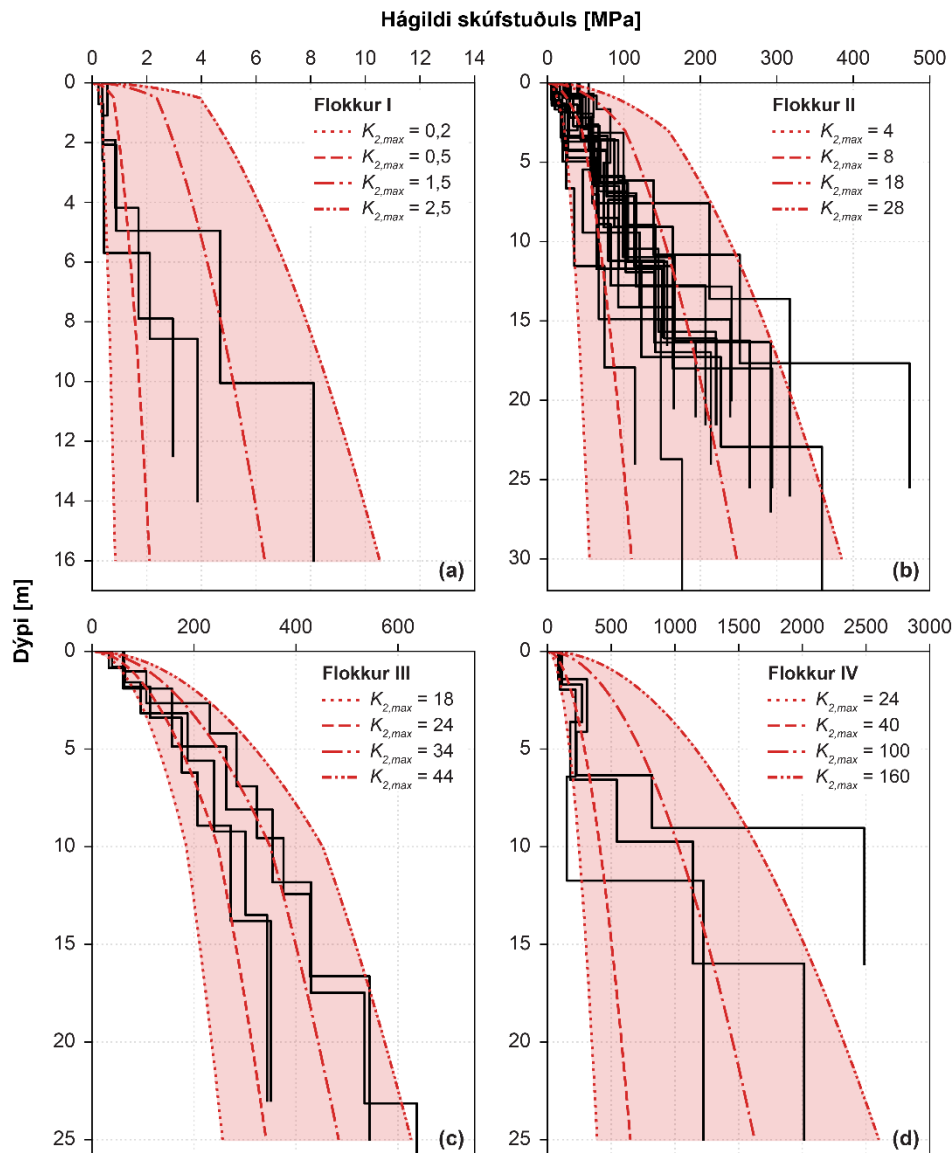 Hágildi skúfstuðuls [MPa]
0 2 4 6 8 10 12 14
0 100 200 300 400 500
0
2
4
6
8
10
12
14
16
Flokkur I
K2,max = 0,2
K2,max = 0,5
K2,max = 1,5
K2,max = 2,5
(a)
0
5
10
15
20
25
30
Flokkur II
K2,max = 4
K2,max = 8
K2,max = 18
K2,max = 28
(b)
Dýpi [m]
0 200 400 600
0 500 1000 1500 2000 2500 3000
0
5
10
15
20
25
Flokkur III
K2,max = 18
K2,max = 24
K2,max = 34
K2,max = 44
(c)
0
5
10
15
20
25
Flokkur IV
K2,max = 24
K2,max = 40
K2,max = 100
K2,max = 160
(d)